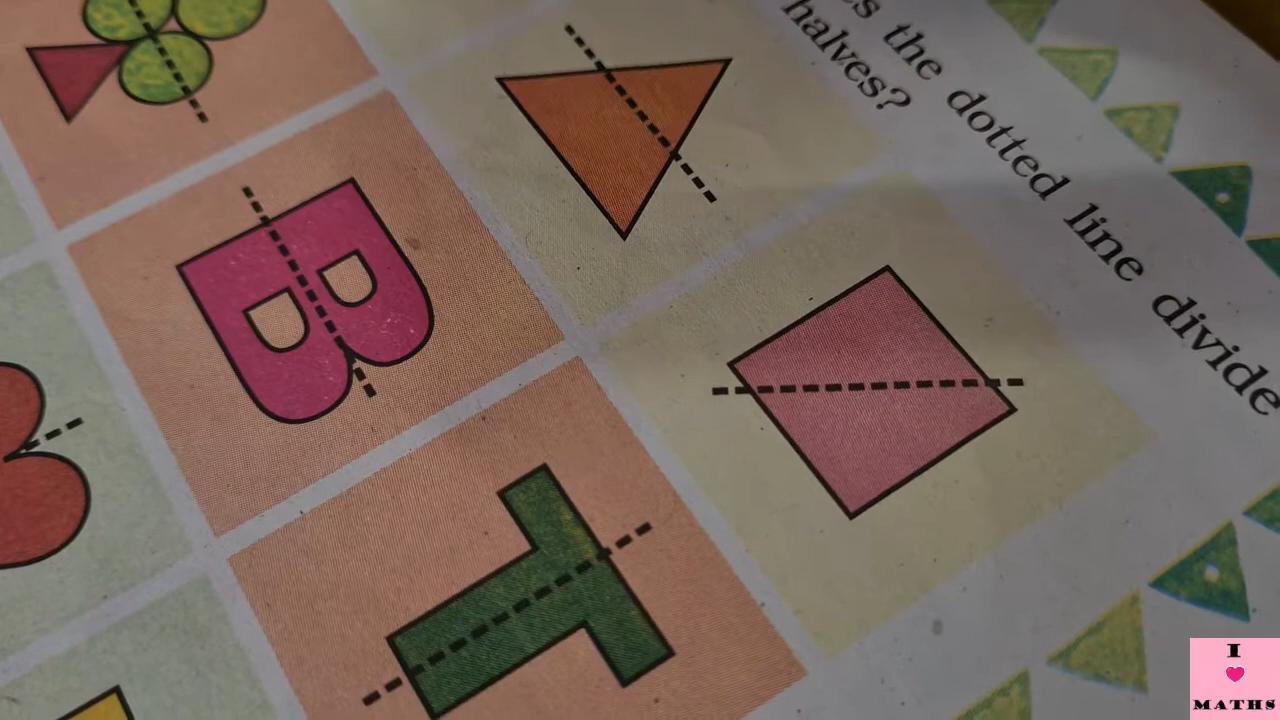 the dotted line divide
halves?
B
T
I
MATHS